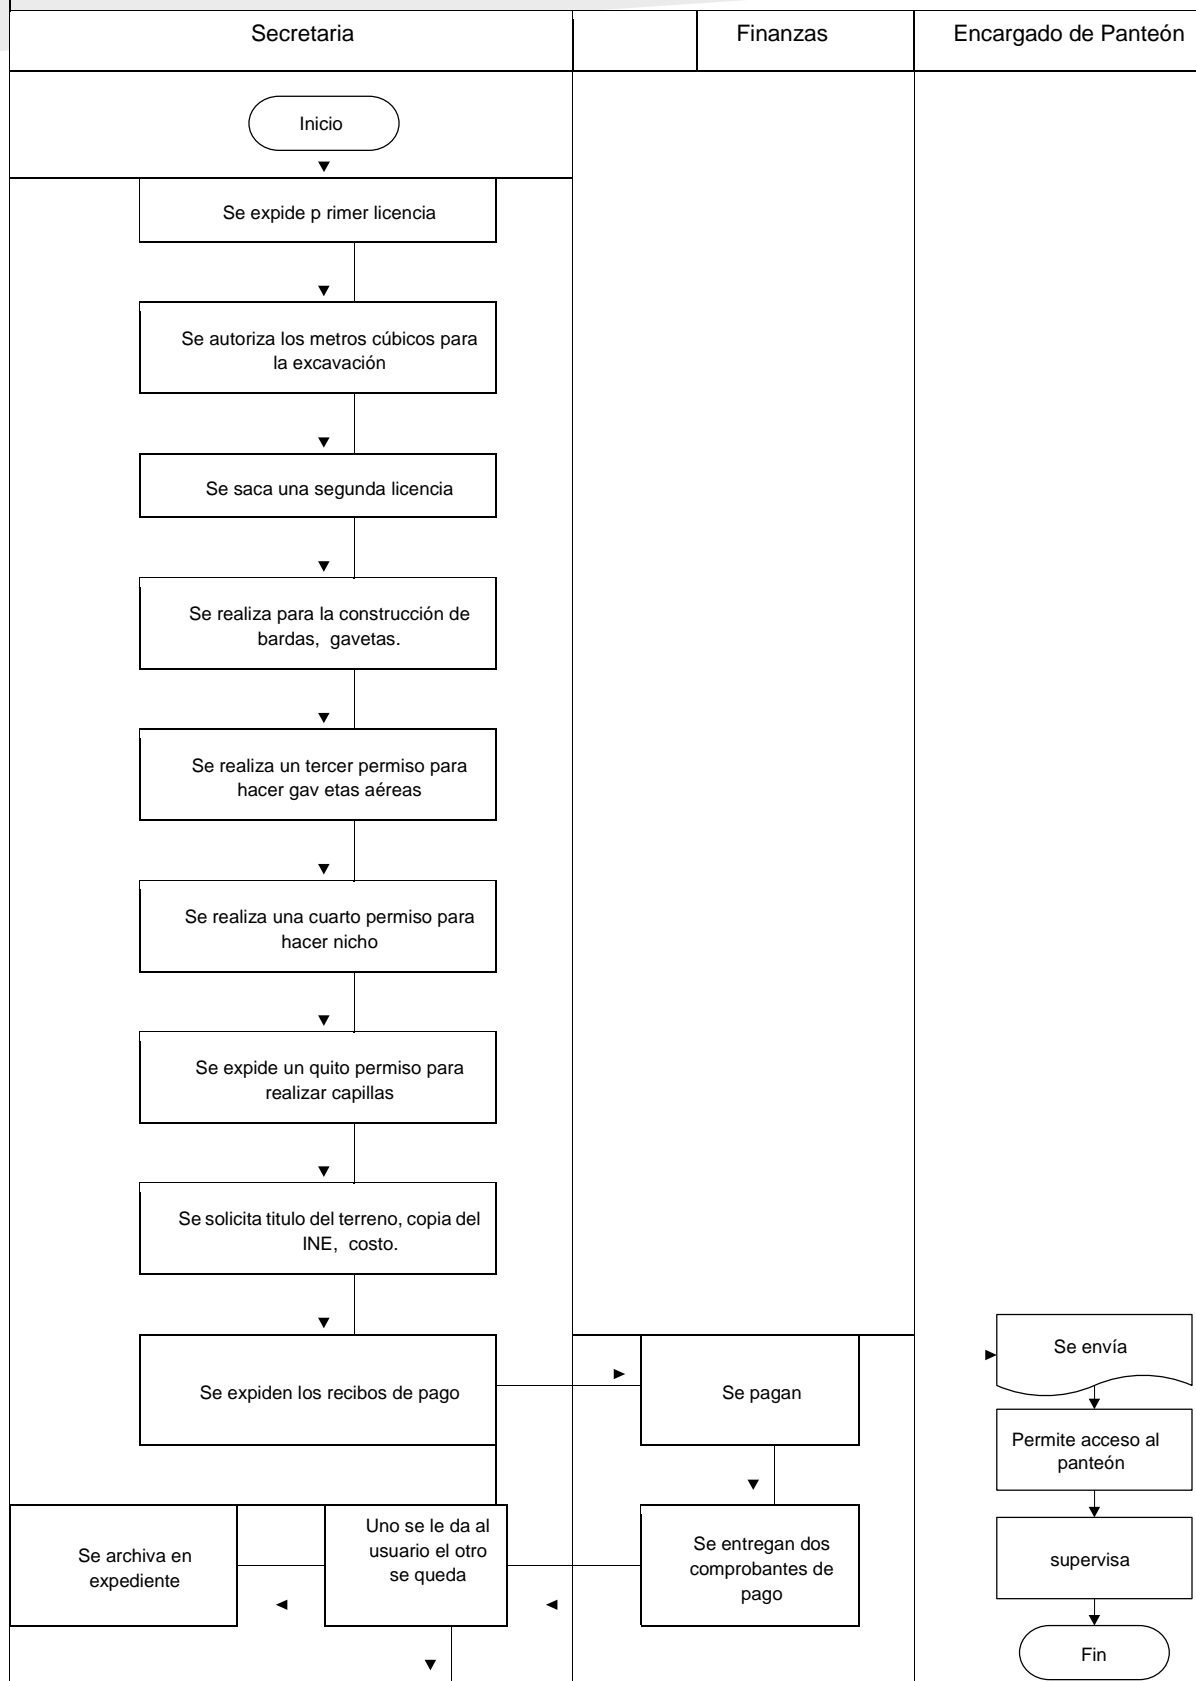 Secretaria
Finanzas
Encargado de Panteón
Inicio
Se expide p rimer licencia
Se autoriza los metros cúbicos para
la excavación
Se saca una segunda licencia
Se realiza para la construcción de
bardas, gavetas.
Se realiza un tercer permiso para
hacer gav etas aéreas
Se realiza una cuarto permiso para
hacer nicho
Se expide un quito permiso para
realizar capillas
Se solicita titulo del terreno, copia del
INE, costo.
Se expiden los recibos de pago
Se pagan
Se entregan dos
comprobantes de
pago
Uno se le da al
usuario el otro
se queda
Se archiva en
expediente
Se envía
Permite acceso al
panteón
supervisa
Fin